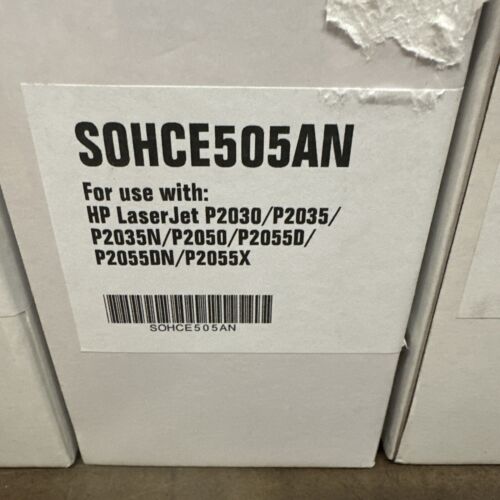 SOHCE505AN
For use with:
HP LaserJet P2030/P2035/
P2035N/P2050/P2055D/
P2055DN/P2055X
SOHCE505AN